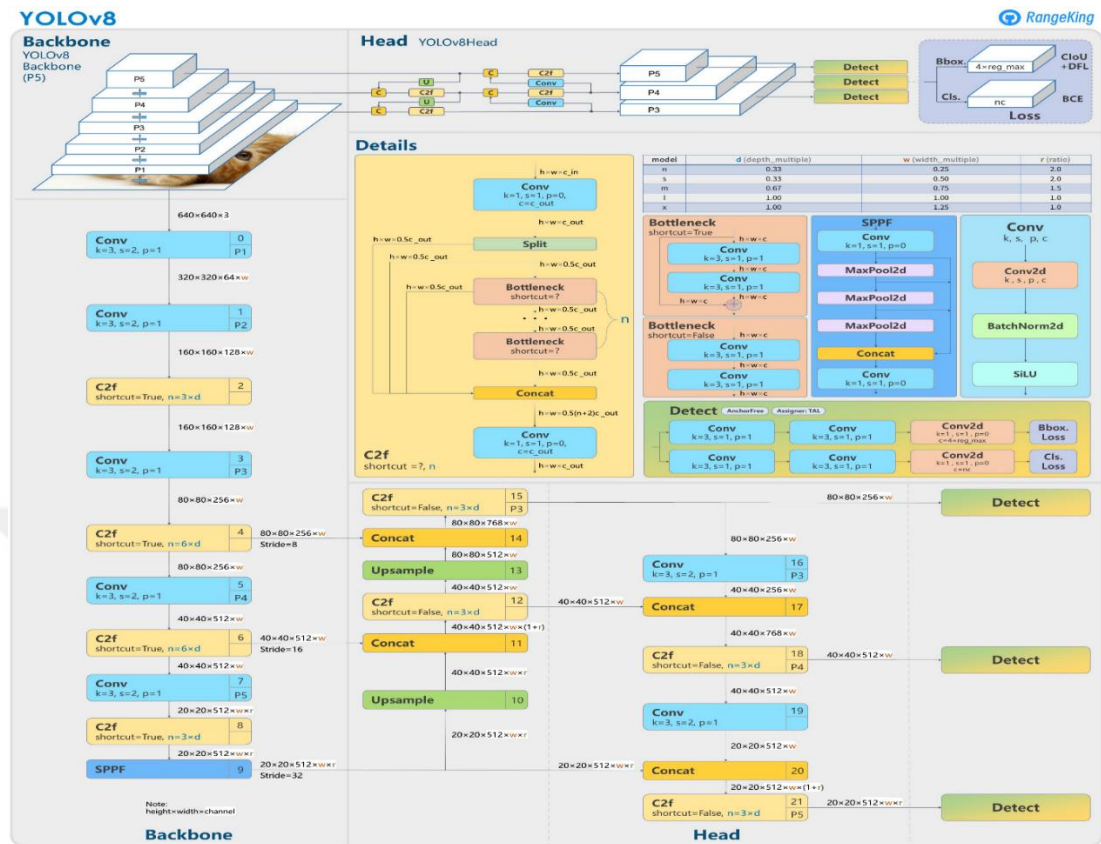 YOLOv8
RangeKing
Backbone
YOLOv8
Backbone
(P5)
P5
P4
P3
P2
P1
Head YOLOv8Head
C
U
C2f
C
U
C2f
C
C2f
Conv
C
C2f
Conv
P5
P4
P3
Detect
Detect
Detect
Bbox.
4×reg_max
CIoU
+DFL
Cls.
nc
BCE
Loss
640×640×3
Conv
k=3, s=2, p=1
0
P1
320×320×64×w
Conv
k=3, s=2, p=1
1
P2
160×160×128×w
C2f
shortcut=True, n=3×d
2
160×160×128×w
Conv
k=3, s=2, p=1
3
P3
80×80×256×w
C2f
shortcut=True, n=6×d
4
80×80×256×w
Stride=8
80×80×256×w
Conv
k=3, s=2, p=1
5
P4
40×40×512×w
C2f
shortcut=True, n=6×d
6
40×40×512×w
Stride=16
40×40×512×w
Conv
k=3, s=2, p=1
7
P5
20×20×512×w×r
C2f
shortcut=True, n=3×d
8
20×20×512×w×r
SPPF
9
20×20×512×w×r
Stride=32
Note:
height×width×channel
Backbone
Details
h=w=c_in
Conv
k=1, s=1, p=0,
c=c_out
h=w=c_out
h=w=0.5c_out
Split
h=w=0.5c_out
h=w=0.5c_out
h=w=0.5c_out
Bottleneck
shortcut=?
h=w=0.5c_out
...
h=w=0.5c_out
Bottleneck
shortcut=?
n
h=w=0.5c_out
Concat
h=w=0.5(n+2)c_out
Conv
k=1, s=1, p=0,
c=c_out
h=w=c_out
C2f
shortcut =?, n
model d (depth_multiple) w (width_multiple) r (ratio)
n 0.33 0.25 2.0
s 0.33 0.50 2.0
m 0.67 0.75 1.5
l 1.00 1.00 1.0
x 1.00 1.25 1.0
Bottleneck
shortcut=True
h=w=c
Conv
k=3, s=1, p=1
h=w=c
Conv
k=3, s=1, p=1
h=w=c
h=w=c
Bottleneck
shortcut=False
h=w=c
Conv
k=3, s=1, p=1
h=w=c
Conv
k=3, s=1, p=1
h=w=c
SPPF
Conv
k=1, s=1, p=0
MaxPool2d
MaxPool2d
MaxPool2d
Concat
Conv
k=1, s=1, p=0
Conv
k, s, p, c
Conv2d
k, s, p, c
BatchNorm2d
SiLU
Detect AnchorFree Assigner: TAL
Conv
k=3, s=1, p=1
Conv
k=3, s=1, p=1
Conv2d
k=1, s=1, p=0
c=4×reg_max
Bbox.
Loss
Conv
k=3, s=1, p=1
Conv
k=3, s=1, p=1
Conv2d
k=1, s=1, p=0
c=nc
Cls.
Loss
C2f
shortcut=False, n=3×d
15
P3
80×80×256×w
Detect
80×80×768×w
Concat
14
80×80×512×w
Upsample
13
40×40×512×w
C2f
shortcut=False, n=3×d
12
40×40×512×w
40×40×512×w×(1+r)
Concat
11
40×40×512×w×r
Upsample
10
20×20×512×w×r
80×80×256×w
Conv
k=3, s=2, p=1
16
P3
40×40×256×w
Concat
17
40×40×768×w
C2f
shortcut=False, n=3×d
18
P4
40×40×512×w
Detect
40×40×512×w
Conv
k=3, s=2, p=1
19
20×20×512×w
20×20×512×w×r
Concat
20
20×20×512×w×(1+r)
C2f
shortcut=False, n=3×d
21
P5
20×20×512×w×r
Detect
Head